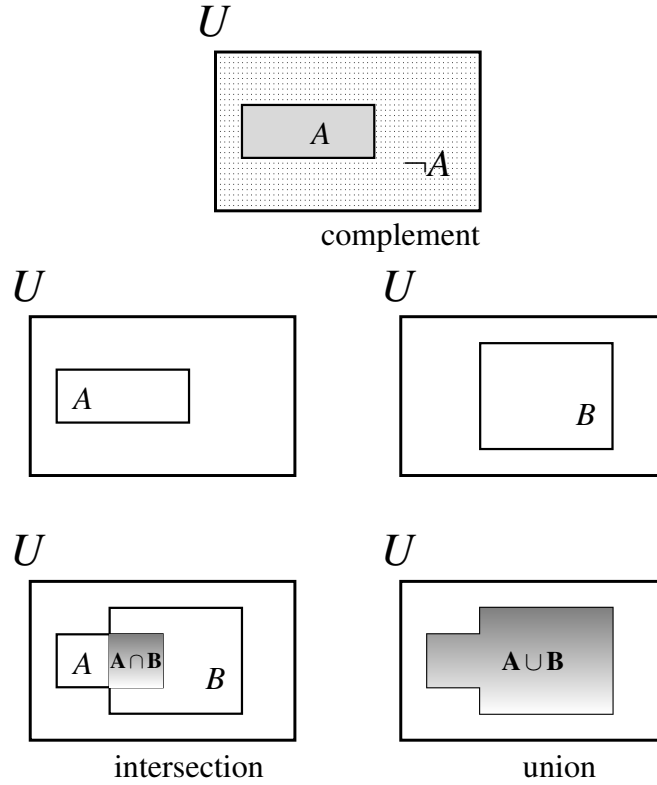 U
A
¬A
complement
U
U
A
B
U
U
A
A ∩ B
B
A ∪ B
intersection
union